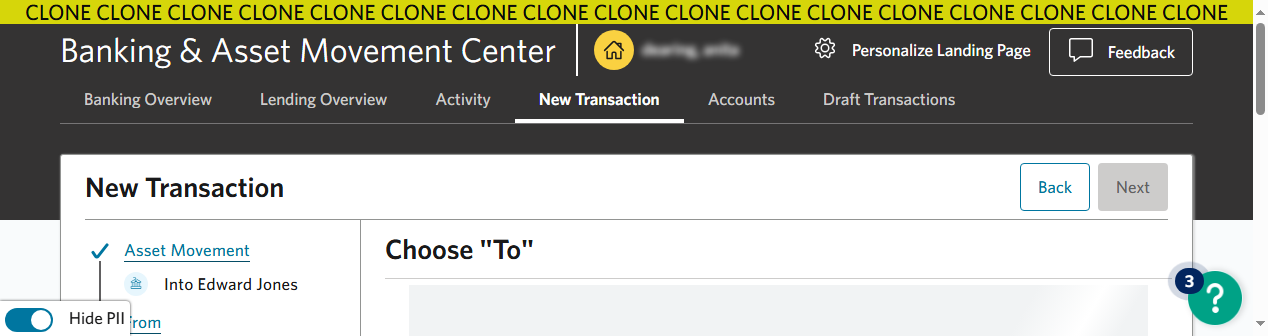 CLONE CLONE CLONE CLONE CLONE CLONE CLONE CLONE CLONE CLONE CLONE CLONE CLONE CLONE CLONE CLONE CLONE
Banking & Asset Movement Center
Personalize Landing Page
Feedback
Banking Overview Lending Overview Activity New Transaction Accounts Draft Transactions
New Transaction
Back Next
Asset Movement
Choose "To"
Into Edward Jones
3
?
Hide PII
From